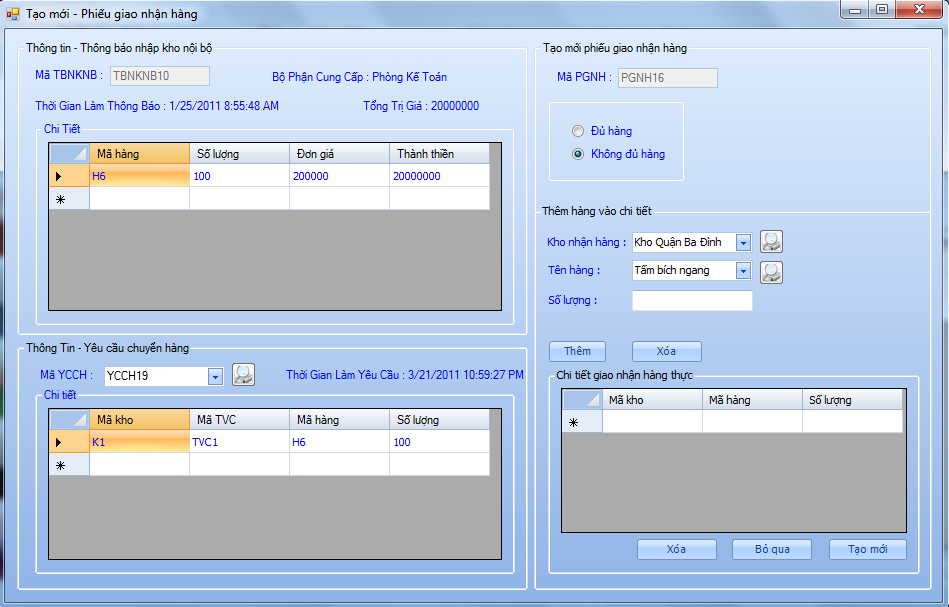 Tạo mới - Phiếu giao nhận hàng
Thông tin - Thông báo nhập kho nội bộ
Mã TBNKNB : TBNKNB10
Bộ Phận Cung Cấp : Phòng Kế Toán
Thời Gian Làm Thông Báo : 1/25/2011 8:55:48 AM
Tổng Trị Giá : 20000000
Chi Tiết
Mã hàng Số lượng Đơn giá Thành thiền
H6 100 200000 20000000
Thông Tin - Yêu cầu chuyển hàng
Mã YCCH : YCCH19
Thời Gian Làm Yêu Cầu : 3/21/2011 10:59:27 PM
Chi tiết
Mã kho Mã TVC Mã hàng Số lượng
K1 TVC1 H6 100
Tạo mới phiếu giao nhận hàng
Mã PGNH : PGNH16
Đủ hàng
Không đủ hàng
Thêm hàng vào chi tiết
Kho nhận hàng : Kho Quận Ba Đình
Tên hàng : Tấm bích ngang
Số lượng :
Thêm Xóa
Chi tiết giao nhận hàng thực
Mã kho Mã hàng Số lượng
Xóa Bỏ qua Tạo mới